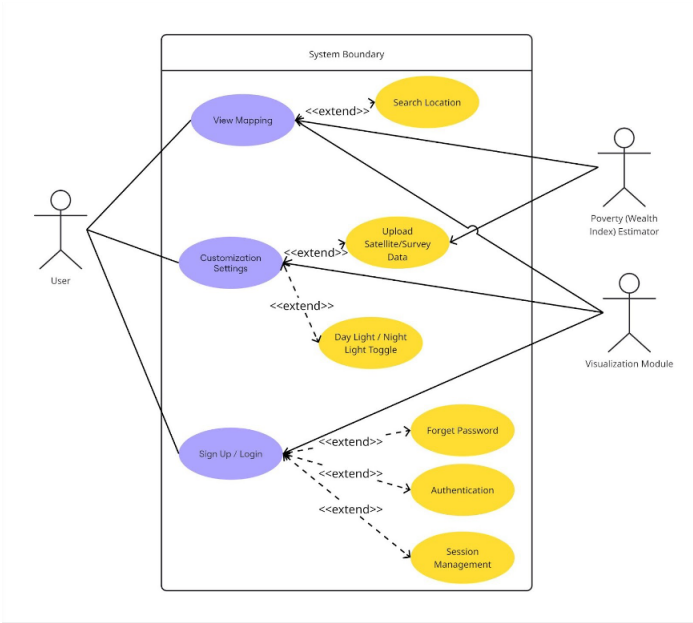 System Boundary
View Mapping
<<extend>>
Search Location
Poverty (Wealth
Index) Estimator
User
Customization
Settings
<<extend>>
Upload
Satellite/Survey
Data
<<extend>>
Day Light / Night
Light Toggle
Visualization Module
Sign Up / Login
<<extend>>
Forget Password
<<extend>>
Authentication
<<extend>>
Session
Management